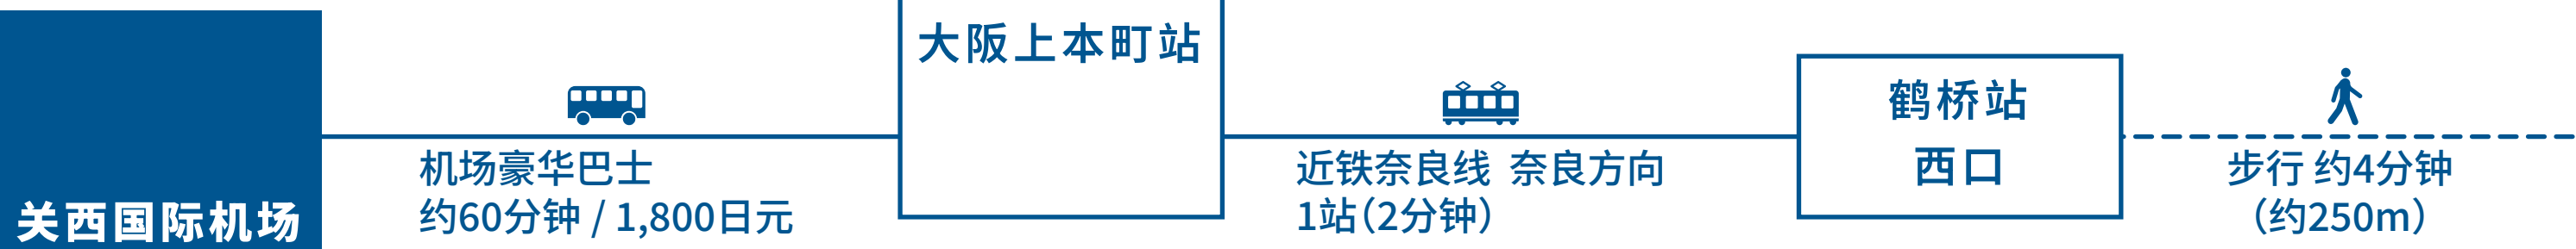 关西国际机场
机场豪华巴士
约60分钟 / 1,800日元
大阪上本町站
近铁奈良线 奈良方向
1站（2分钟）
鹤桥站
西口
步行 约4分钟
（约250m）